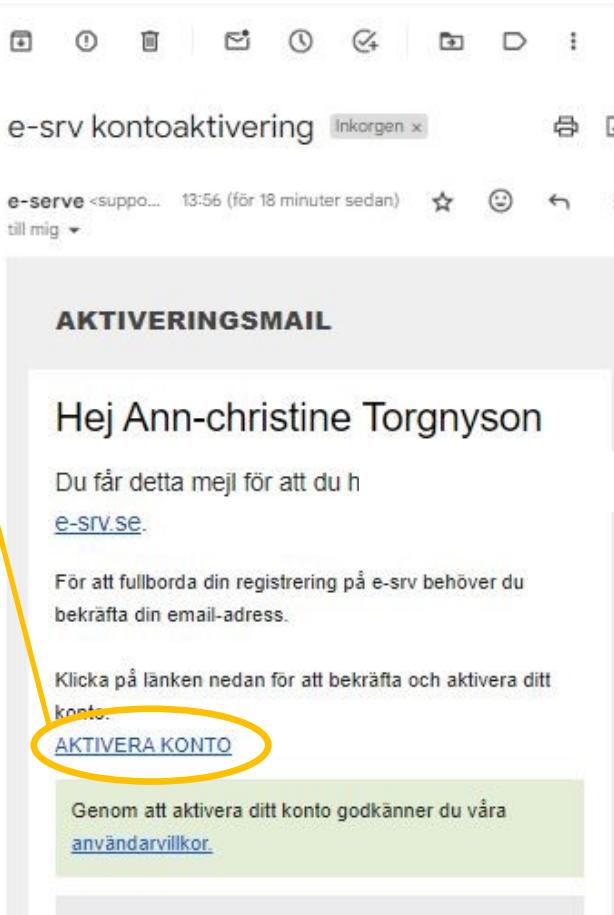 e-srv kontoaktivering Inkorgen x
e-serve <suppo... 13:56 (för 18 minuter sedan)
till mig
AKTIVERINGSMAIL
Hej Ann-christine Torgnyson
Du får detta mejl för att du h
e-srv.se.
För att fullborda din registrering på e-srv behöver du
bekräfta din email-adress.
Klicka på länken nedan för att bekräfta och aktivera ditt
konto.
AKTIVERA KONTO
Genom att aktivera ditt konto godkänner du våra
användarvillkor.